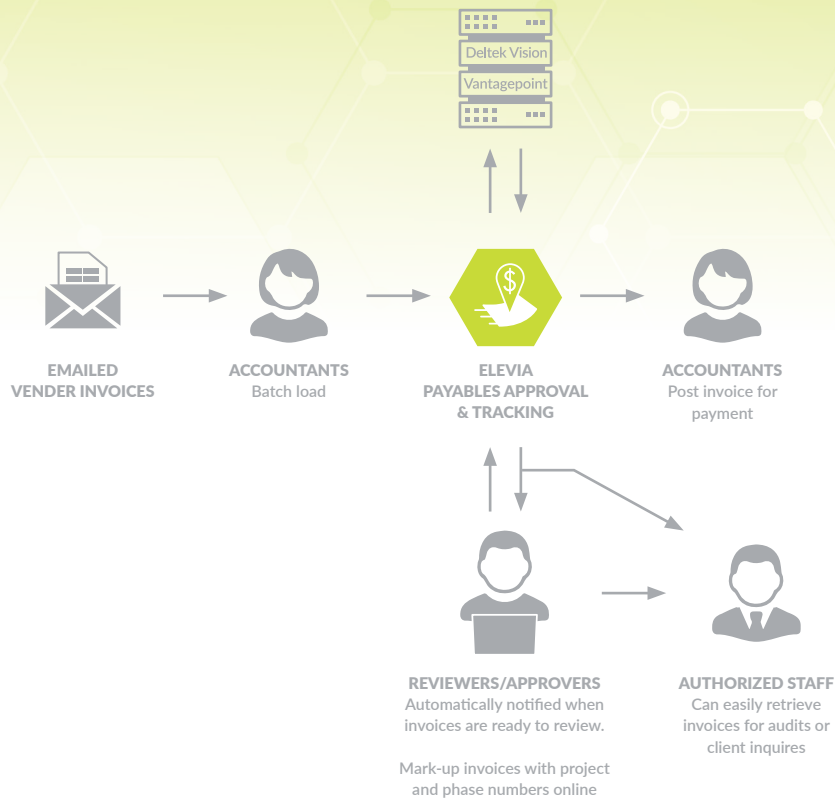 Deltek Vision
Vantagepoint
EMAILED
VENDER INVOICES
ACCOUNTANTS
Batch load
$
ELEVIA
PAYABLES APPROVAL
& TRACKING
ACCOUNTANTS
Post invoice for
payment
REVIEWERS/APPROVERS
Automatically notified when
invoices are ready to review.
Mark-up invoices with project
and phase numbers online
AUTHORIZED STAFF
Can easily retrieve
invoices for audits or
client inquires